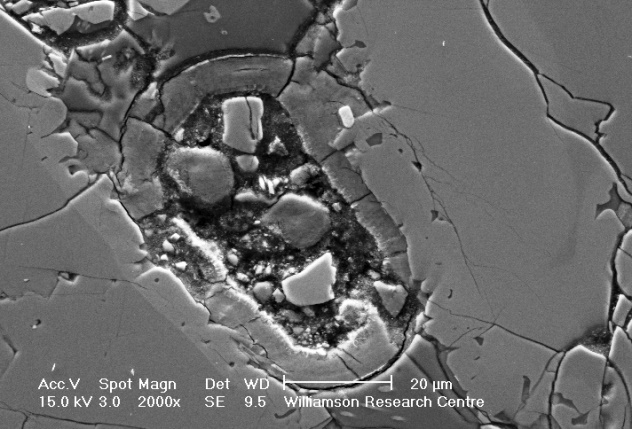 Acc.V Spot Magn Det WD 20 µm
15.0 kV 3.0 2000x SE 9.5 Williamson Research Centre